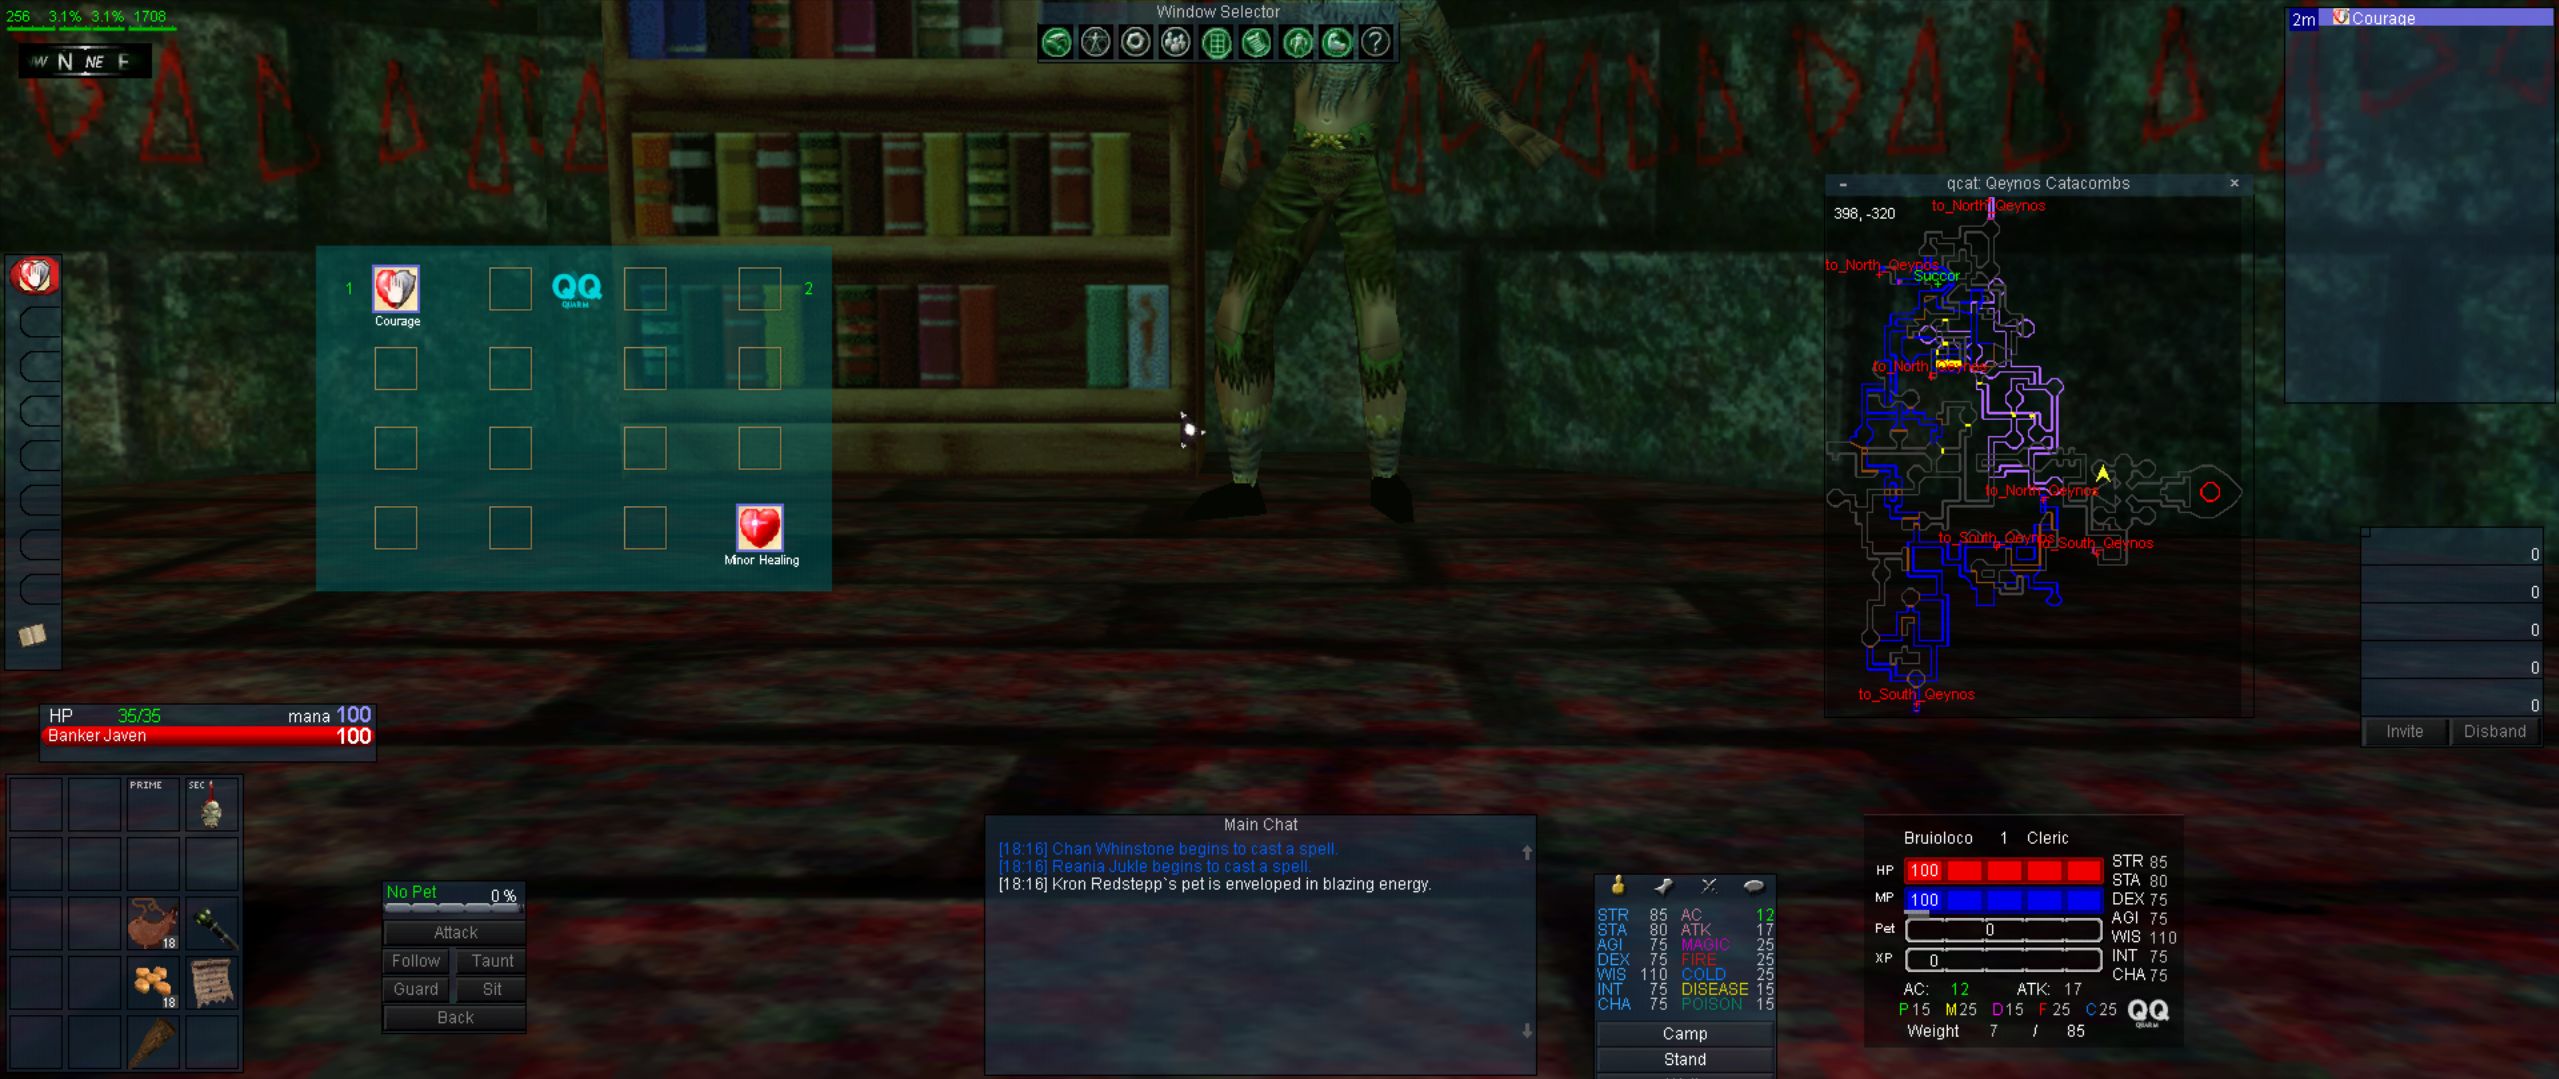 256 3.1% 3.1% 1708
Window Selector
2m Courage
N NE E
qcat: Qeynos Catacombs
398, -320
to_North_Qeynos
to_North_Qeynos
Succor
to_North_Qeynos
to_North_Qeynos
to_South_Qeynos
to_South_Qeynos
to_South_Qeynos
1
QQ
QUARM
2
Courage
Minor Healing
0
0
0
0
0
Invite Disband
HP 35/35 mana 100
Banker Javen 100
PRIME SEC
18
18
No Pet 0 %
Attack
Follow Taunt
Guard Sit
Back
Main Chat
[18:16] Chan Whinstone begins to cast a spell.
[18:16] Reania Jukle begins to cast a spell.
[18:16] Kron Redstepp`s pet is enveloped in blazing energy.
STR 85 AC 12
STA 80 ATK 17
AGI 75 MAGIC 25
DEX 75 FIRE 25
WIS 110 COLD 25
INT 75 DISEASE 15
CHA 75 POISON 15
Camp
Stand
Bruioloco 1 Cleric
HP 100
MP 100
Pet 0
XP 0
STR 85
STA 80
DEX 75
AGI 75
WIS 110
INT 75
CHA 75
AC: 12 ATK: 17
P 15 M 25 D 15 F 25 C 25
QQ
QUARM
Weight 7 / 85